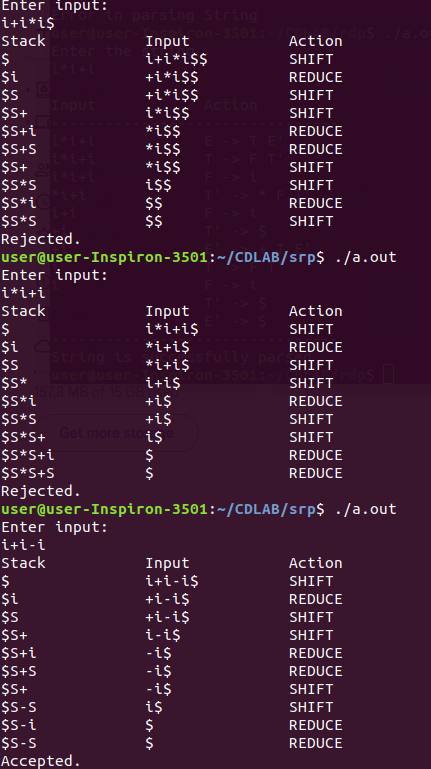 Enter input:
i+i*i$
Stack Input Action
$ i+i*i$$ SHIFT
$i +i*i$$ REDUCE
$S +i*i$$ SHIFT
$S+ i*i$$ SHIFT
$S+i *i$$ REDUCE
$S+S *i$$ REDUCE
$S+ *i$$ SHIFT
$S*S i$$ SHIFT
$S*i $$ REDUCE
$S*S $$ SHIFT
Rejected.
user@user-Inspiron-3501:~/CDLAB/srp$ ./a.out
Enter input:
i*i+i
Stack Input Action
$ i*i+i$ SHIFT
$i *i+i$ REDUCE
$S *i+i$ SHIFT
$S* i+i$ SHIFT
$S*i +i$ REDUCE
$S*S +i$ SHIFT
$S*S+ i$ SHIFT
$S*S+i $ REDUCE
$S*S+S $ REDUCE
Rejected.
user@user-Inspiron-3501:~/CDLAB/srp$ ./a.out
Enter input:
i+i-i
Stack Input Action
$ i+i-i$ SHIFT
$i +i-i$ REDUCE
$S +i-i$ SHIFT
$S+ i-i$ SHIFT
$S+i -i$ REDUCE
$S+S -i$ REDUCE
$S+ -i$ SHIFT
$S-S i$ SHIFT
$S-i $ REDUCE
$S-S $ REDUCE
Accepted.